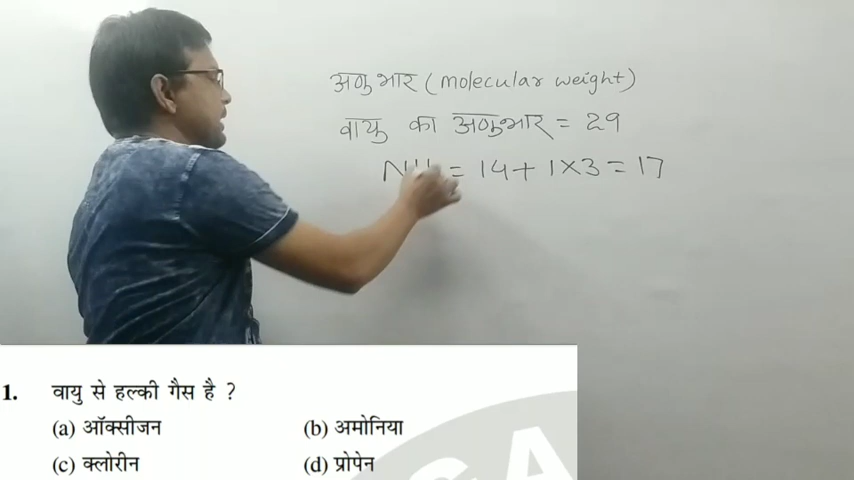 अणुभार (molecular weight)
वायु का अणुभार = 29
= 14 + 1 × 3 = 17
1. वायु से हल्की गैस है ?
(a) ऑक्सीजन (b) अमोनिया
(c) क्लोरीन (d) प्रोपेन